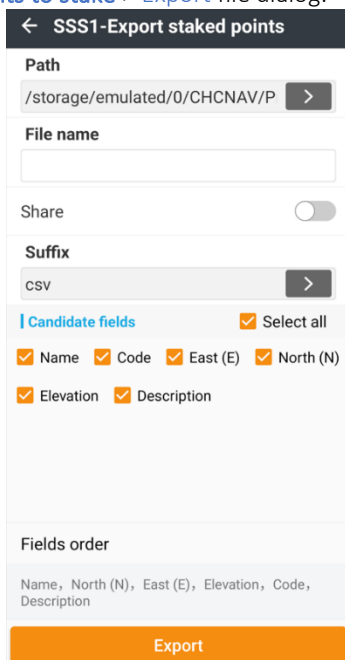 to stake > Export file dialog.
← SSS1-Export staked points
Path
/storage/emulated/0/CHCNAV/P >
File name
Share
Suffix
csv >
Candidate fields Select all
Name Code East (E) North (N)
Elevation Description
Fields order
Name, North (N), East (E), Elevation, Code,
Description
Export